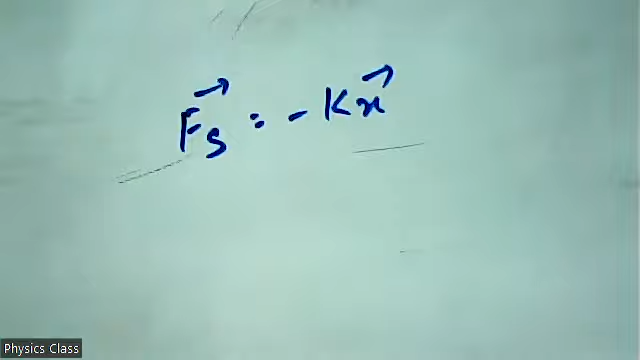 F⃗s = -Kx⃗
Physics Class